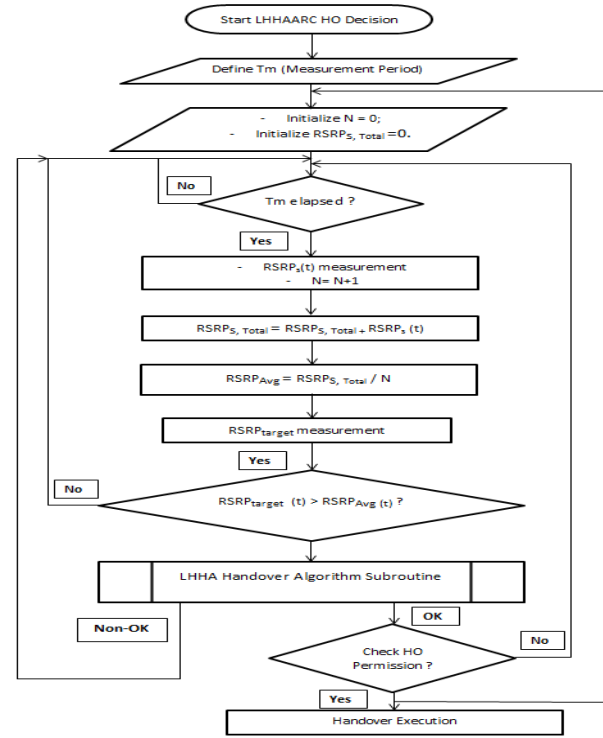 Start LHHAARC HO Decision
Define Tm (Measurement Period)
- Initialize N = 0;
- Initialize RSRPS, Total =0.
No
Tm elapsed ?
Yes
- RSRPs(t) measurement
- N= N+1
RSRPS, Total = RSRPS, Total + RSRPs (t)
RSRPAvg = RSRPS, Total / N
RSRPtarget measurement
Yes
No
RSRPtarget (t) > RSRPAvg (t) ?
LHHA Handover Algorithm Subroutine
Non-OK
OK
Check HO
Permission ?
No
Yes
Handover Execution